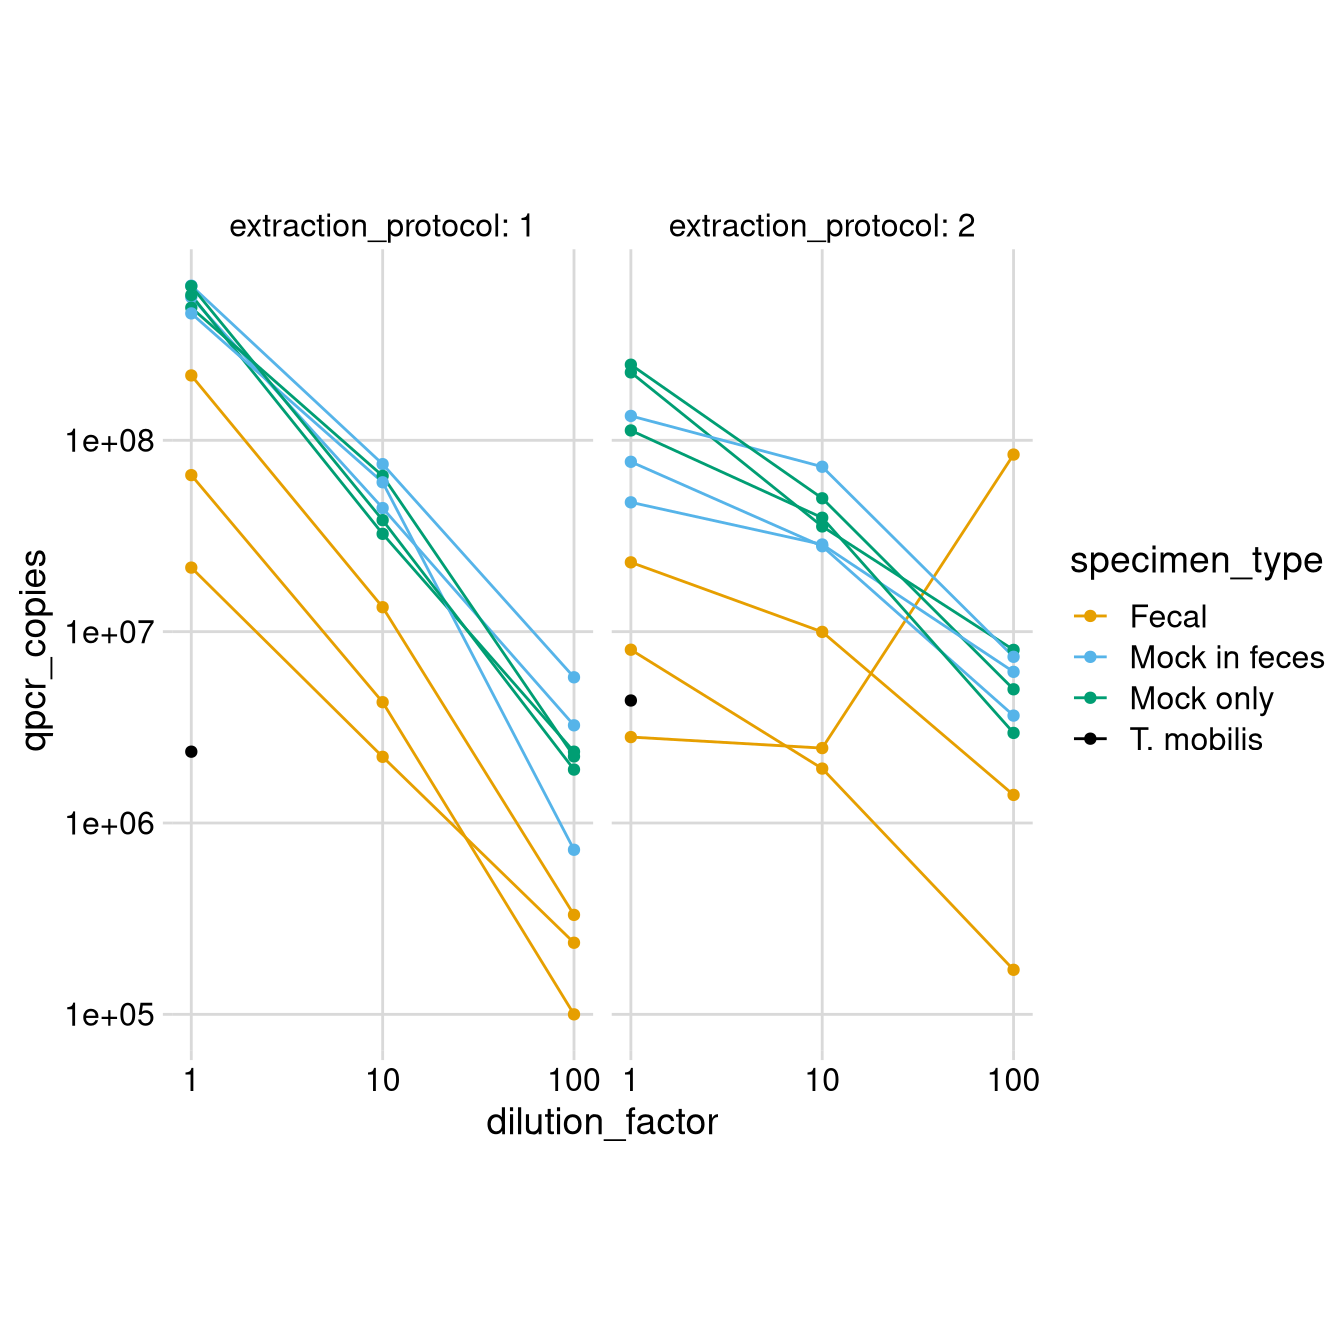 extraction_protocol: 1
extraction_protocol: 2
qpcr_copies
1e+08
1e+07
1e+06
1e+05
1 10 100
1 10 100
dilution_factor
specimen_type
Fecal
Mock in feces
Mock only
T. mobilis